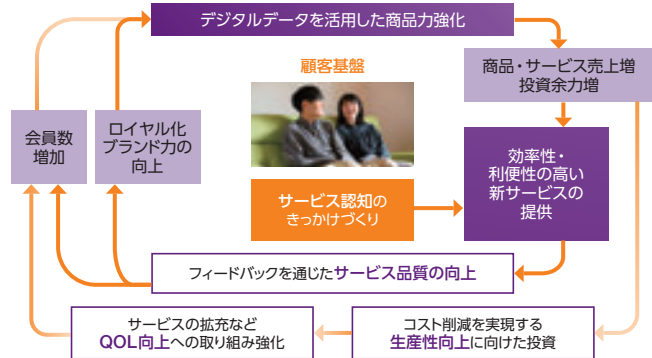 デジタルデータを活用した商品力強化
顧客基盤
商品・サービス売上増
投資余力増
会員数
増加
ロイヤル化
ブランド力の
向上
効率性・
利便性の高い
新サービスの
提供
サービス認知の
きっかけづくり
フィードバックを通じたサービス品質の向上
サービスの拡充など
QOL向上への取り組み強化
コスト削減を実現する
生産性向上に向けた投資